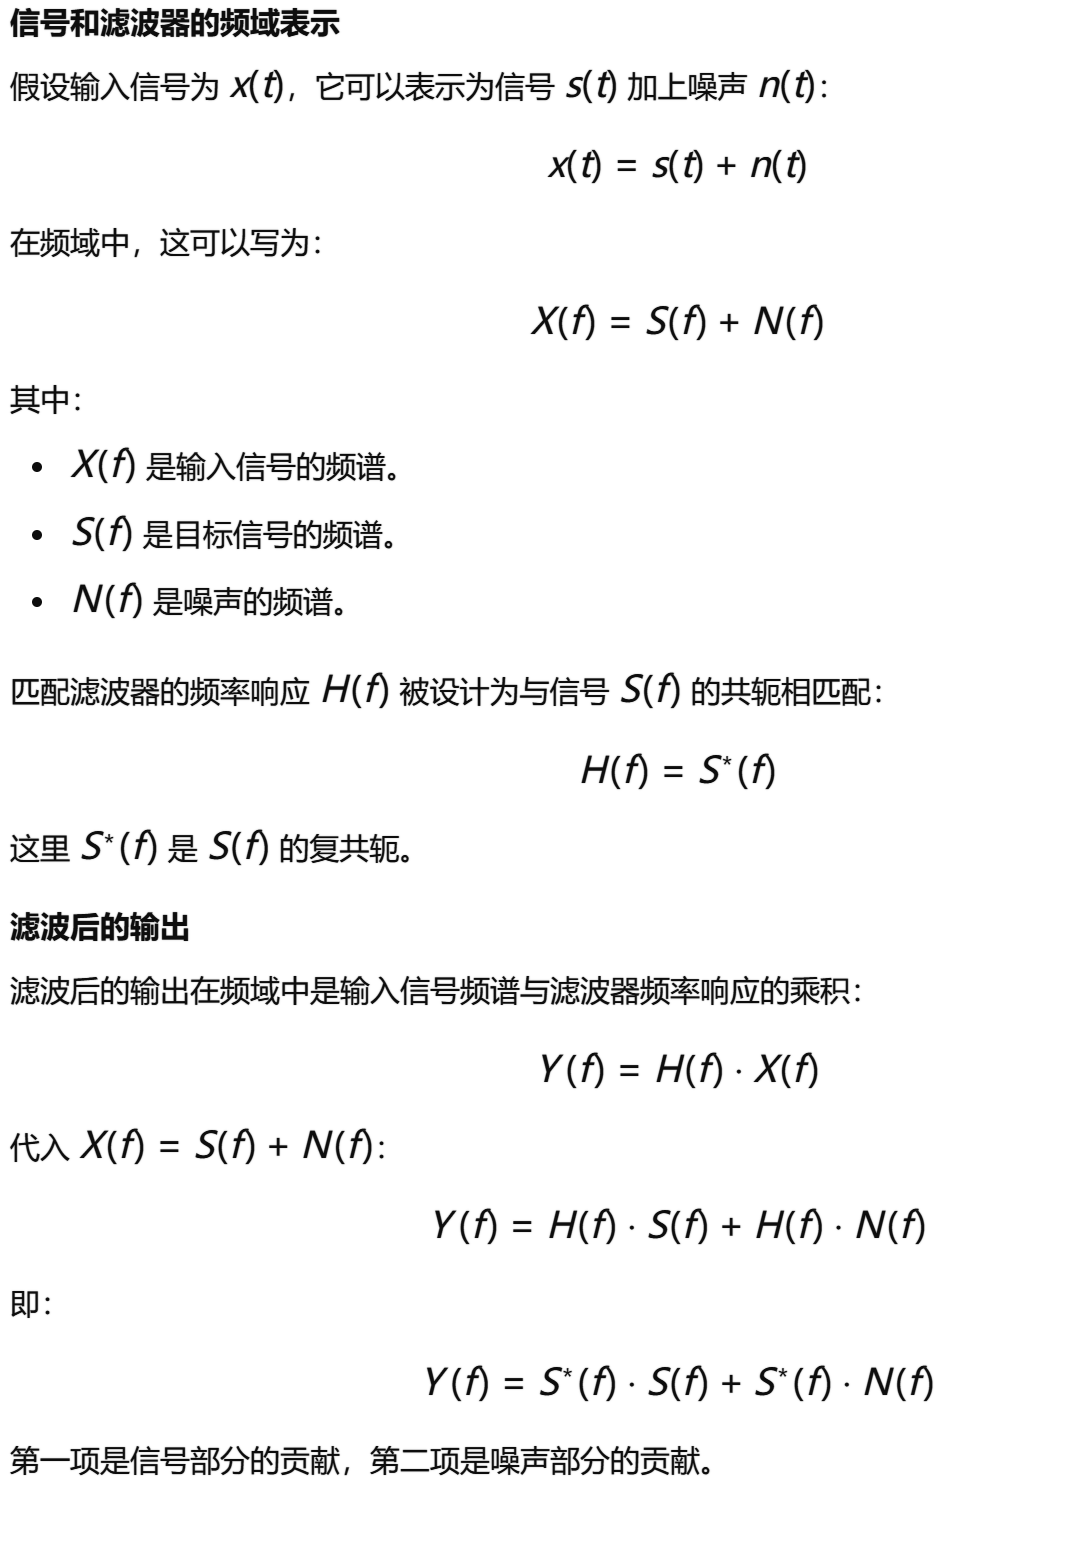 信号和滤波器的频域表示
假设输入信号为 x(t)，它可以表示为信号 s(t) 加上噪声 n(t)：
x(t) = s(t) + n(t)
在频域中，这可以写为：
X(f) = S(f) + N(f)
其中：
• X(f) 是输入信号的频谱。
• S(f) 是目标信号的频谱。
• N(f) 是噪声的频谱。
匹配滤波器的频率响应 H(f) 被设计为与信号 S(f) 的共轭相匹配：
H(f) = S*(f)
这里 S*(f) 是 S(f) 的复共轭。
滤波后的输出
滤波后的输出在频域中是输入信号频谱与滤波器频率响应的乘积：
Y(f) = H(f) · X(f)
代入 X(f) = S(f) + N(f)：
Y(f) = H(f) · S(f) + H(f) · N(f)
即：
Y(f) = S*(f) · S(f) + S*(f) · N(f)
第一项是信号部分的贡献，第二项是噪声部分的贡献。